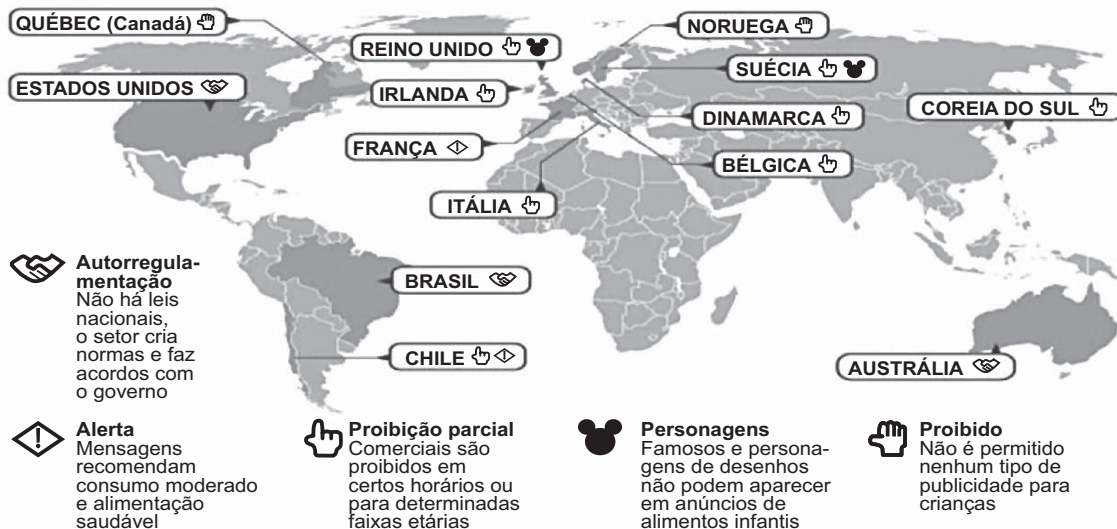 QUÉBEC (Canadá)
NORUEGA
REINO UNIDO
SUÉCIA
ESTADOS UNIDOS
IRLANDA
DINAMARCA
COREIA DO SUL
FRANÇA
BÉLGICA
ITÁLIA
BRASIL
CHILE
AUSTRÁLIA
Autorregula-
mentação
Não há leis
nacionais,
o setor cria
normas e faz
acordos com
o governo
Alerta
Mensagens
recomendam
consumo moderado
e alimentação
saudável
Proibição parcial
Comerciais são
proibidos em
certos horários ou
para determinadas
faixas etárias
Personagens
Famosos e persona-
gens de desenhos
não podem aparecer
em anúncios de
alimentos infantis
Proibido
Não é permitido
nenhum tipo de
publicidade para
crianças